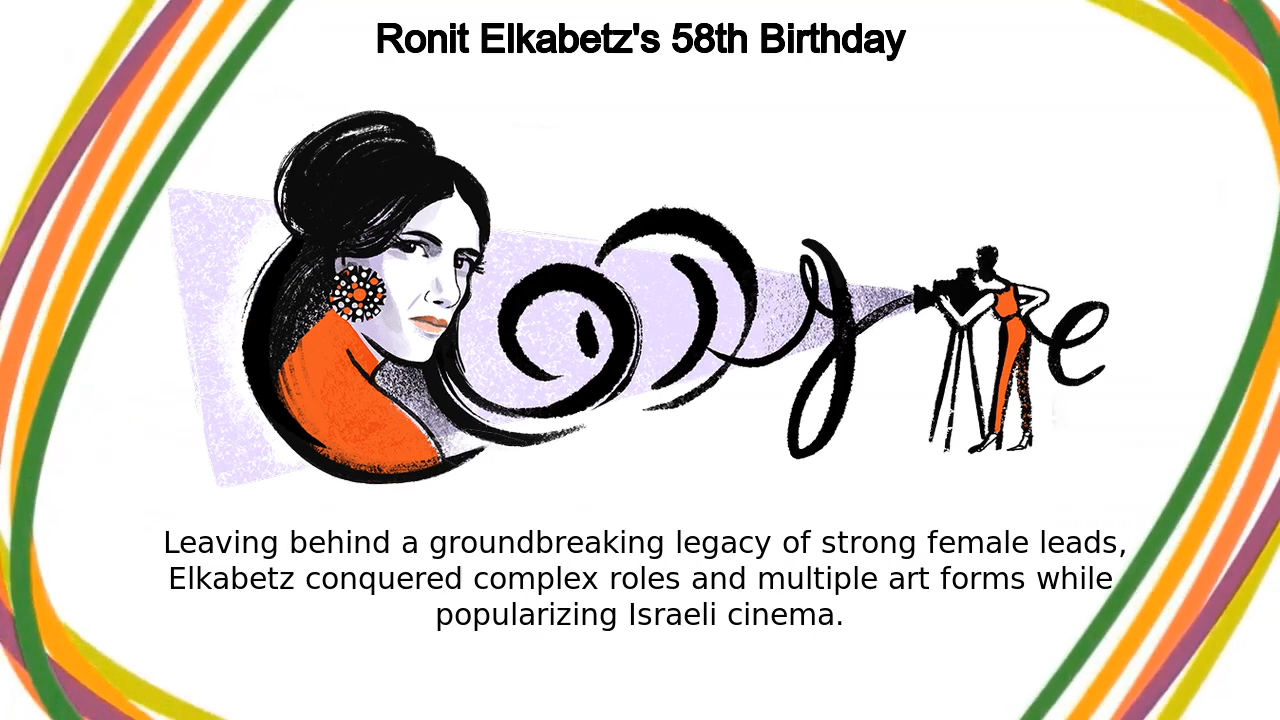 Ronit Elkabetz's 58th Birthday
Google
Leaving behind a groundbreaking legacy of strong female leads,
Elkabetz conquered complex roles and multiple art forms while
popularizing Israeli cinema.